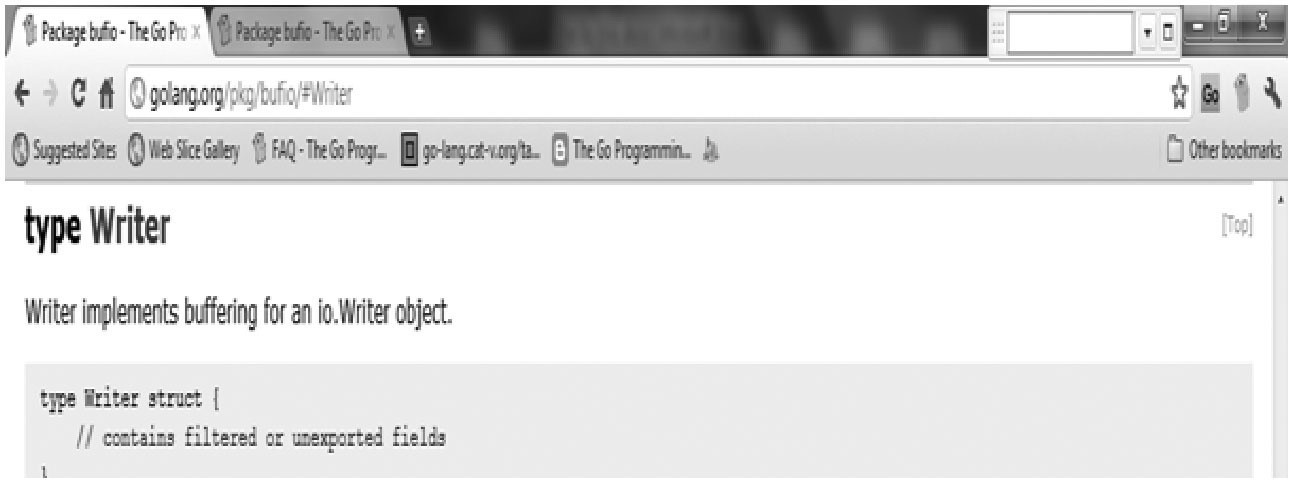 Package bufio - The Go Pro x Package bufio - The Go Pro x
golang.org/pkg/bufio/#Writer Go
Suggested Sites Web Slice Gallery FAQ - The Go Progr... go-lang.cat-v.org/ta... The Go Programmin... Other bookmarks
type Writer [Top]
Writer implements buffering for an io.Writer object.
type Writer struct {
// contains filtered or unexported fields
}